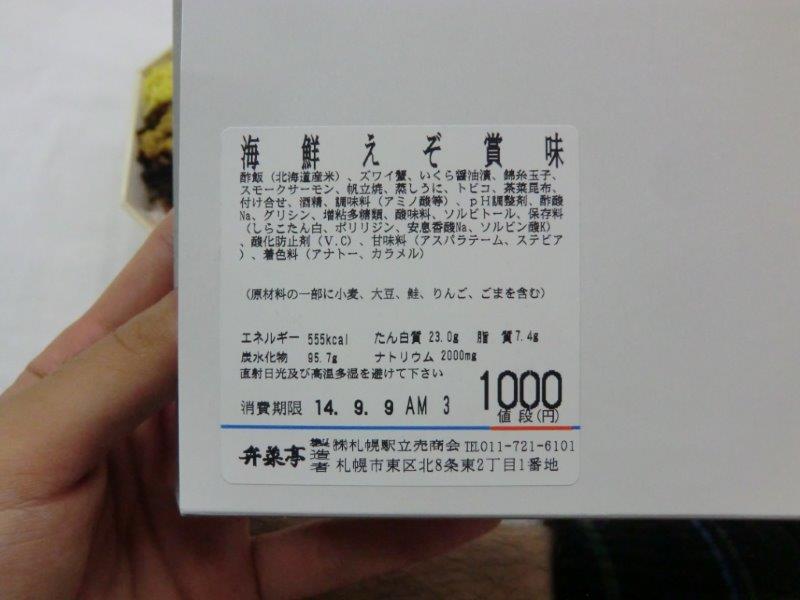 海鮮えぞ賞味
酢飯（北海道産米）、ズワイ蟹、いくら醤油漬、錦糸玉子、
スモークサーモン、帆立焼、蒸しうに、トビコ、茎菜昆布、
付け合せ、酒精、調味料（アミノ酸等）、ｐＨ調整剤、酢酸
Na、グリシン、増粘多糖類、酸味料、ソルビトール、保存料
（しらこたん白、ポリリジン、安息香酸Na、ソルビン酸K）
、酸化防止剤（V.C）、甘味料（アスパラテーム、ステビア
）、着色料（アナトー、カラメル）
（原材料の一部に小麦、大豆、鮭、りんご、ごまを含む）
エネルギー 555kcal たん白質 23.0g 脂 質 7.4g
炭水化物 95.7g ナトリウム 2000mg
直射日光及び高温多湿を避けて下さい
消費期限 14. 9. 9 AM 3 1000
値段(円)
弁菜亭 製造者 ㈱札幌駅立売商会 TEL011-721-6101
札幌市東区北8条東2丁目1番地